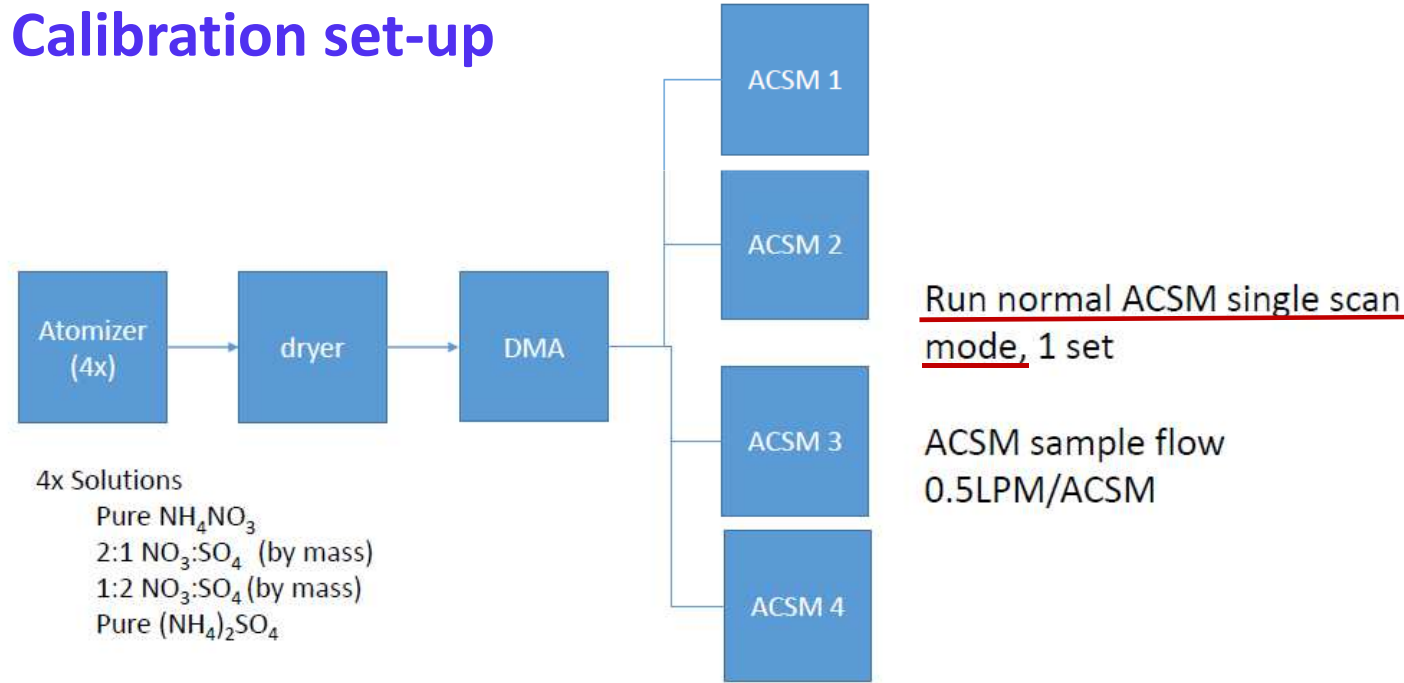 Calibration set-up
ACSM 1
ACSM 2
Atomizer
(4x)
dryer
DMA
ACSM 3
ACSM 4
4x Solutions
Pure NH₄NO₃
2:1 NO₃:SO₄ (by mass)
1:2 NO₃:SO₄ (by mass)
Pure (NH₄)₂SO₄
Run normal ACSM single scan
mode, 1 set
ACSM sample flow
0.5LPM/ACSM